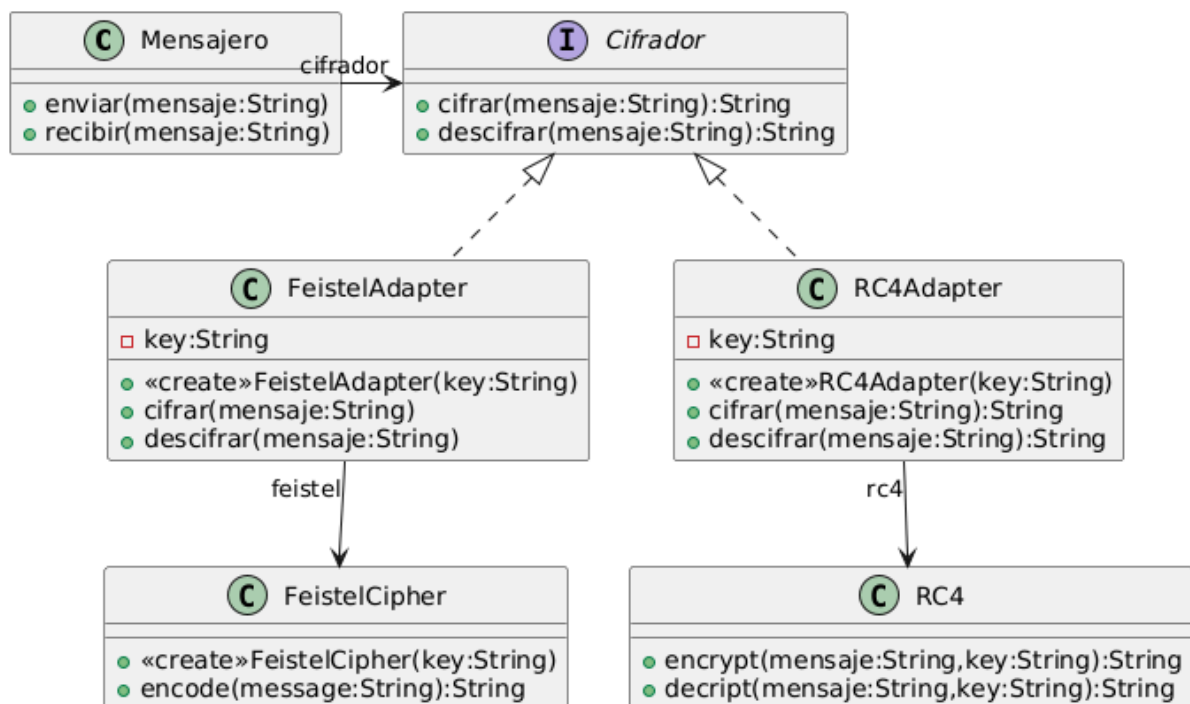 C Mensajero
enviar(mensaje:String)
recibir(mensaje:String)
cifrador
I Cifrador
cifrar(mensaje:String):String
descifrar(mensaje:String):String
C FeistelAdapter
key:String
«create»FeistelAdapter(key:String)
cifrar(mensaje:String)
descifrar(mensaje:String)
C RC4Adapter
key:String
«create»RC4Adapter(key:String)
cifrar(mensaje:String):String
descifrar(mensaje:String):String
feistel
rc4
C FeistelCipher
«create»FeistelCipher(key:String)
encode(message:String):String
C RC4
encrypt(mensaje:String,key:String):String
decript(mensaje:String,key:String):String